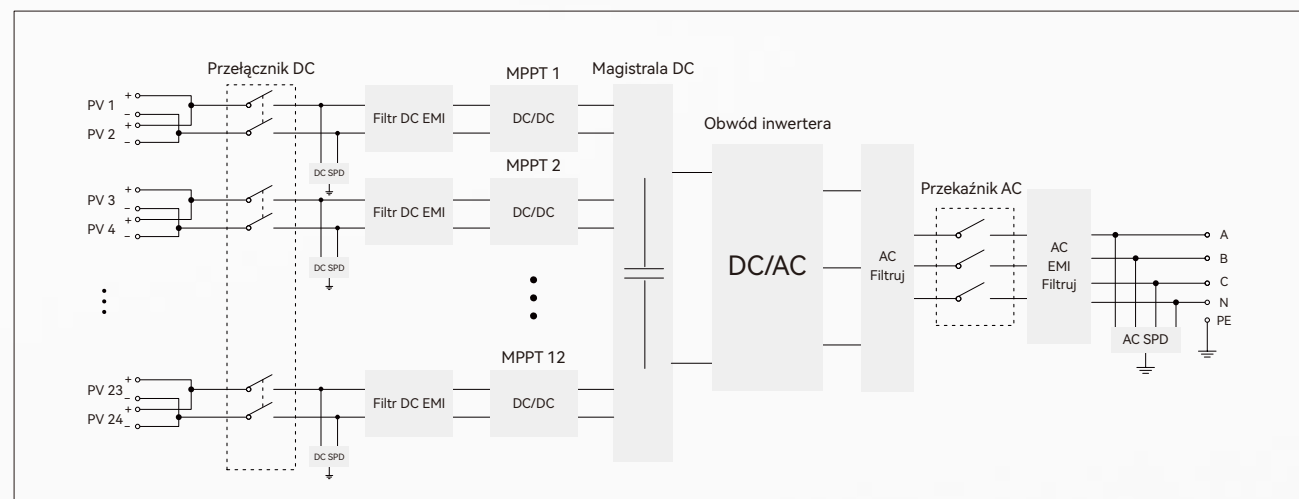 Przełącznik DC
MPPT 1
Magistrala DC
PV 1
+
−
PV 2
+
−
Filtr DC EMI
DC/DC
Obwód inwertera
DC SPD
MPPT 2
PV 3
+
−
PV 4
+
−
Filtr DC EMI
DC/DC
Przekaźnik AC
DC SPD
DC/AC
AC
Filtruj
AC
EMI
Filtruj
A
B
C
N
PE
AC SPD
MPPT 12
PV 23
+
−
PV 24
+
−
Filtr DC EMI
DC/DC
DC SPD